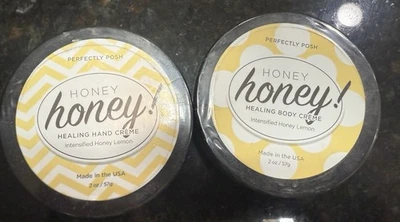 PERFECTLY POSH
HONEY
honey!
HEALING HAND CRÈME
Intensified Honey Lemon
Made in the USA
2 oz / 57g
PERFECTLY POSH
HONEY
honey!
HEALING BODY CRÈME
Intensified Honey Lemon
Made in the USA
2 oz / 57g